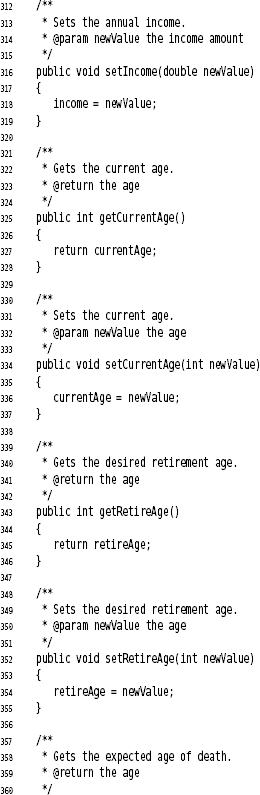 312 /**
313  * Sets the annual income.
314  * @param newValue the income amount
315  */
316 public void setIncome(double newValue)
317 {
318    income = newValue;
319 }
320
321 /**
322  * Gets the current age.
323  * @return the age
324  */
325 public int getCurrentAge()
326 {
327    return currentAge;
328 }
329
330 /**
331  * Sets the current age.
332  * @param newValue the age
333  */
334 public void setCurrentAge(int newValue)
335 {
336    currentAge = newValue;
337 }
338
339 /**
340  * Gets the desired retirement age.
341  * @return the age
342  */
343 public int getRetireAge()
344 {
345    return retireAge;
346 }
347
348 /**
349  * Sets the desired retirement age.
350  * @param newValue the age
351  */
352 public void setRetireAge(int newValue)
353 {
354    retireAge = newValue;
355 }
356
357 /**
358  * Gets the expected age of death.
359  * @return the age
360  */